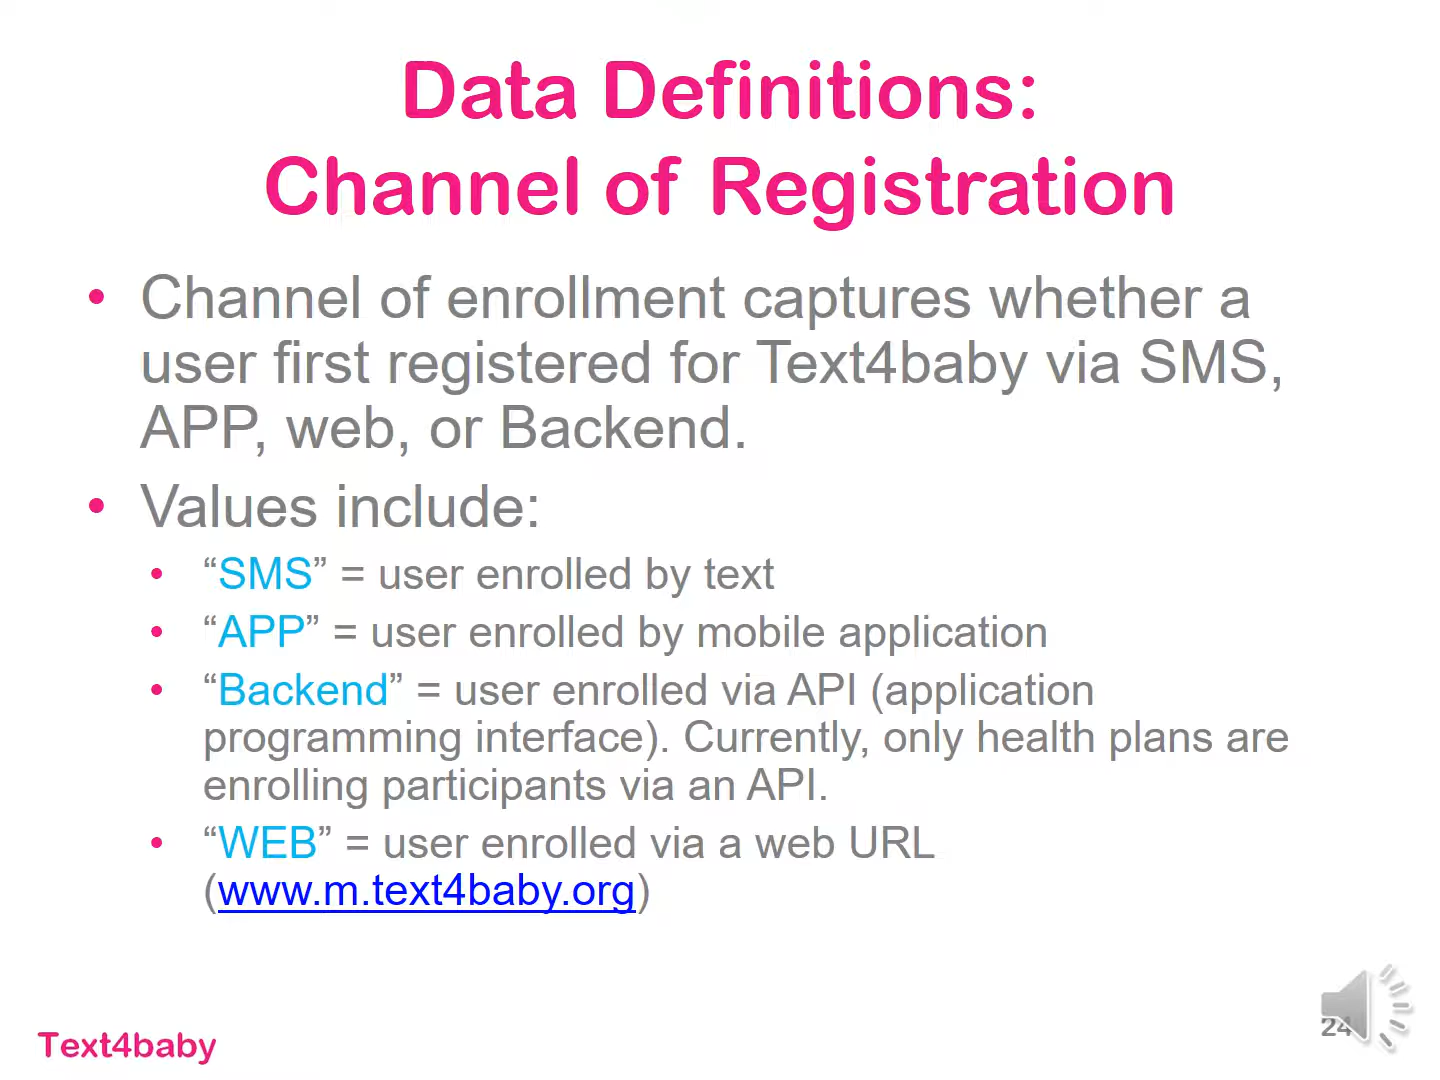 Data Definitions:
Channel of Registration
• Channel of enrollment captures whether a
user first registered for Text4baby via SMS,
APP, web, or Backend.
• Values include:
• “SMS” = user enrolled by text
• “APP” = user enrolled by mobile application
• “Backend” = user enrolled via API (application
programming interface). Currently, only health plans are
enrolling participants via an API.
• “WEB” = user enrolled via a web URL
(www.m.text4baby.org)
24
Text4baby